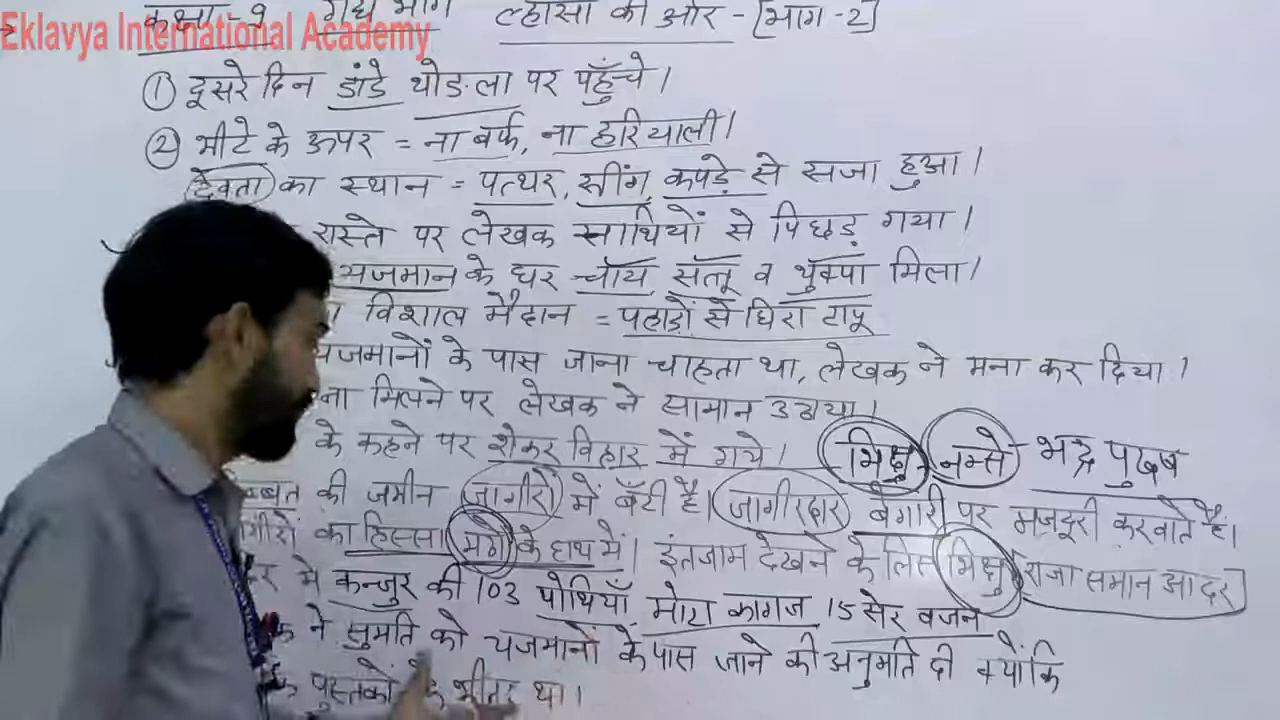 कक्षा - 9 गद्य भाग ल्हासा की ओर - [भाग-2]
Eklavya International Academy
① दूसरे दिन डांडे थोङ्ला पर पहुँचे।
② भीटे के ऊपर = ना बर्फ, ना हरियाली।
देवता का स्थान = पत्थर, सींग, कपड़े से सजा हुआ।
रास्ते पर लेखक साथियों से पिछड़ गया।
यजमान के घर चाय, सत्तू व थुक्पा मिला।
विशाल मैदान = पहाड़ों से घिरा टापू
यजमानों के पास जाना चाहता था, लेखक ने मना कर दिया।
ना मिलने पर लेखक ने सामान उठाया।
के कहने पर शेकर विहार में गये। भिक्षु नम्से - भद्र पुरुष
की जमीन जागीरों में बँटी है। जागीरदार बेगारी पर मजदूरी करवाते है।
का हिस्सा मठों के हाथ में। इंतजाम देखने के लिए भिक्षु राजा समान आदर
में कन्जुर की 103 पोथियाँ, मोटा कागज 15 सेर वजन
ने सुमति को यजमानों के पास जाने की अनुमति दी क्योंकि
पुस्तकों के भीतर था।